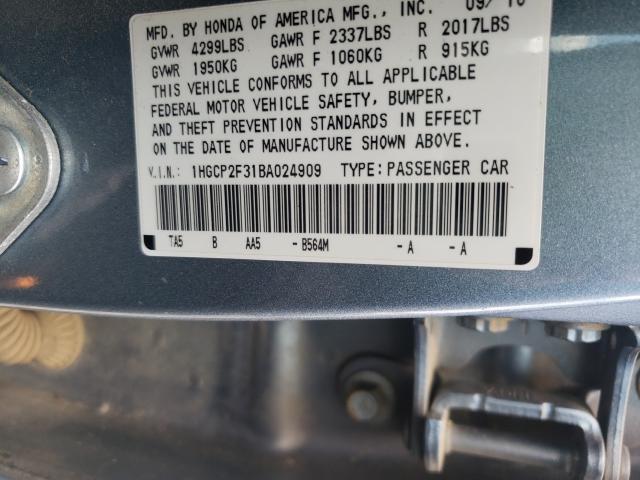 MFD. BY HONDA OF AMERICA MFG., INC. 09/10
GVWR 4299LBS GAWR F 2337LBS R 2017LBS
GVWR 1950KG GAWR F 1060KG R 915KG
THIS VEHICLE CONFORMS TO ALL APPLICABLE
FEDERAL MOTOR VEHICLE SAFETY, BUMPER,
AND THEFT PREVENTION STANDARDS IN EFFECT
ON THE DATE OF MANUFACTURE SHOWN ABOVE.
V.I.N.: 1HGCP2F31BA024909 TYPE: PASSENGER CAR
TA5 B AA5 - B564M - A - A